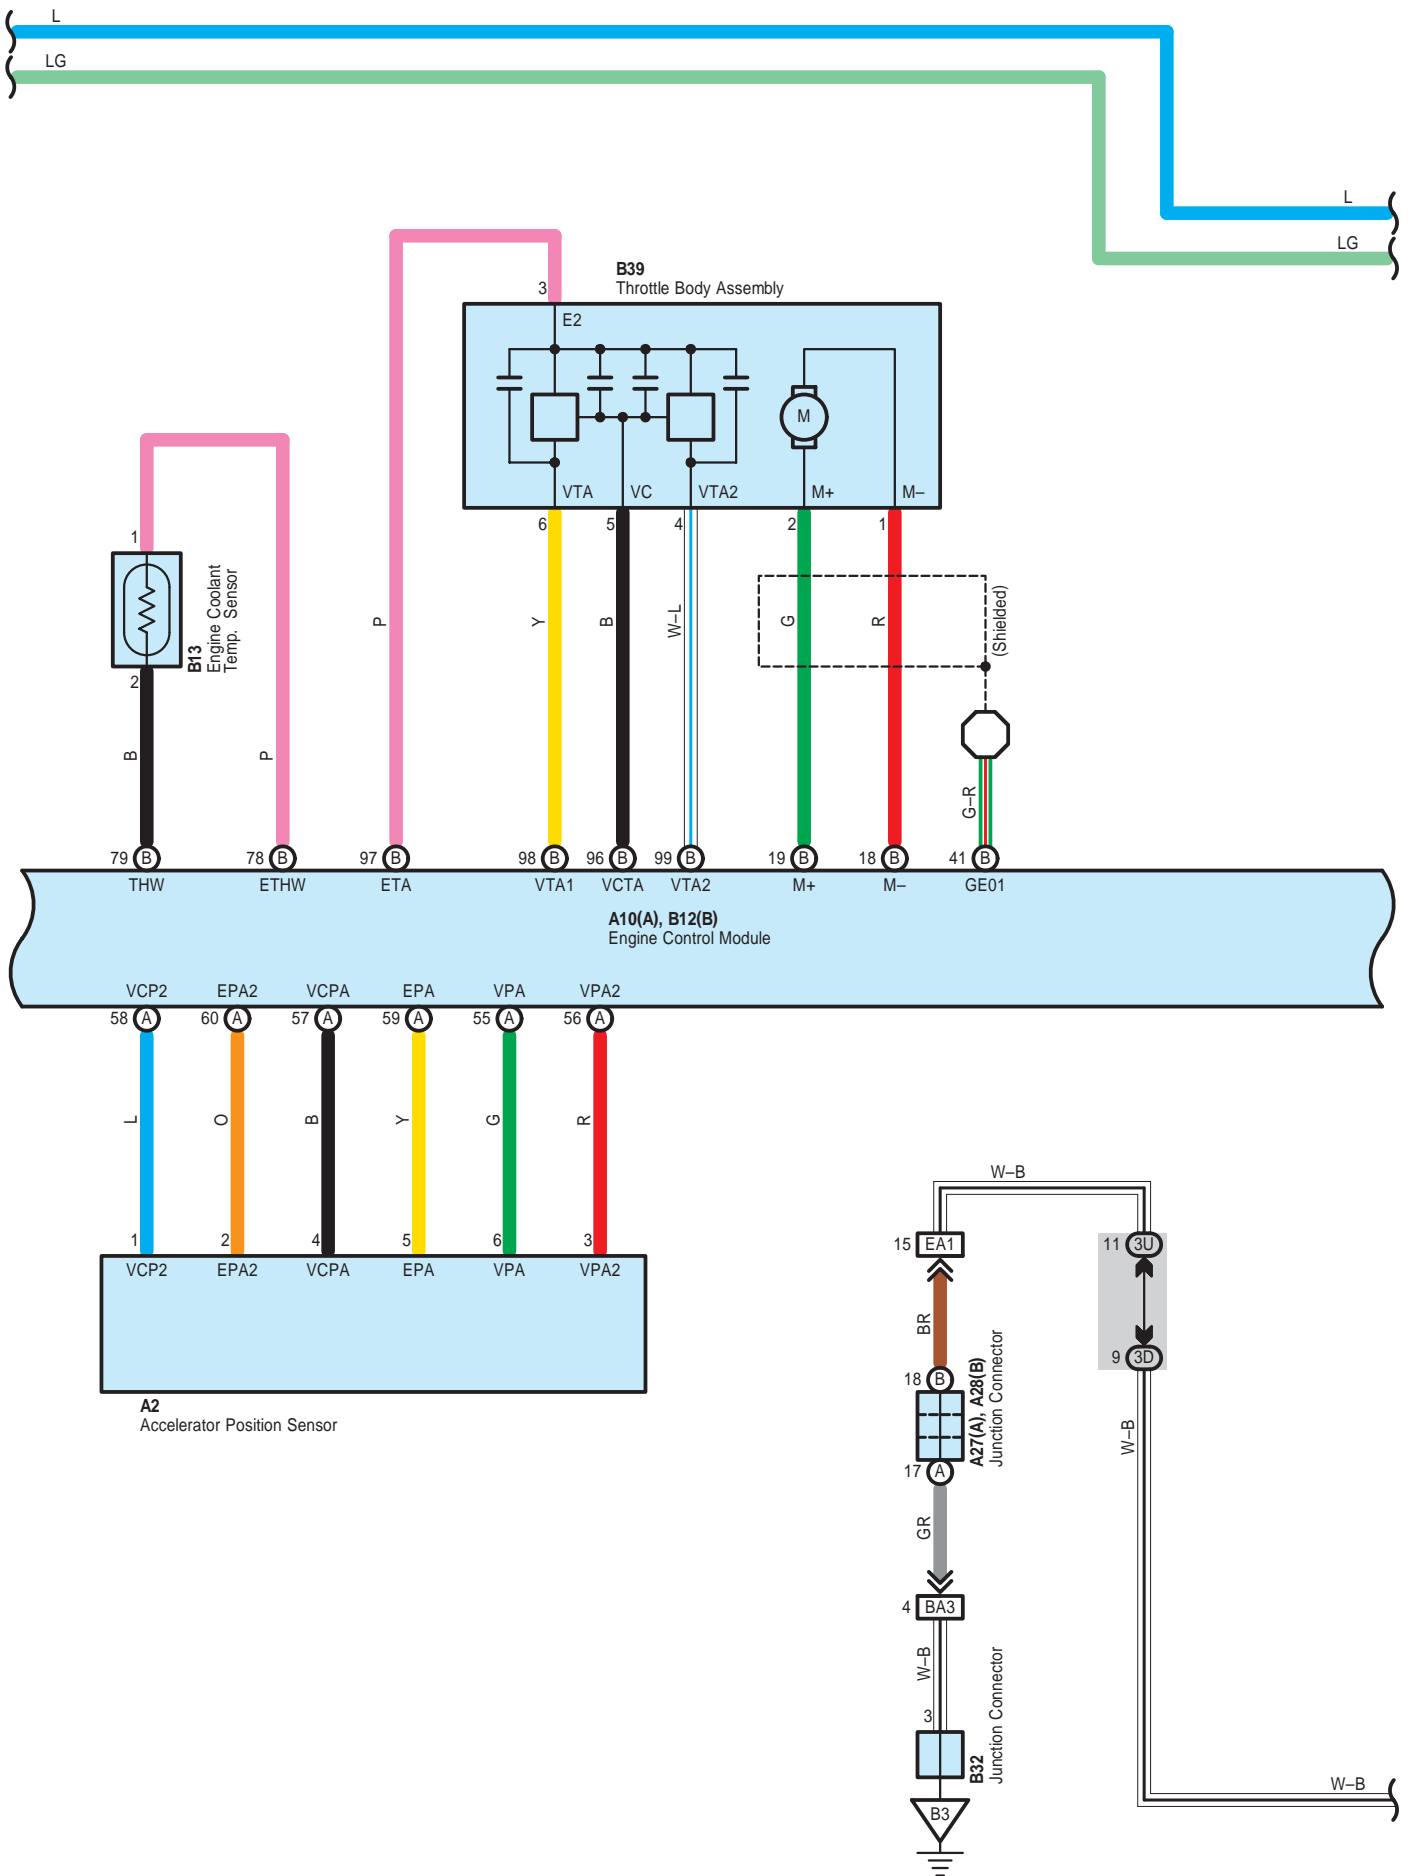 L
LG
L
LG
B39
Throttle Body Assembly
3
E2
M
VTA VC VTA2 M+ M–
6 5 4 2 1
1
B13
Engine Coolant
Temp. Sensor
2
P
Y
B
W–L
G
R
(Shielded)
B
P
G–R
79 B 78 B 97 B 98 B 96 B 99 B 19 B 18 B 41 B
THW ETHW ETA VTA1 VCTA VTA2 M+ M– GE01
A10(A), B12(B)
Engine Control Module
VCP2 EPA2 VCPA EPA VPA VPA2
58 A 60 A 57 A 59 A 55 A 56 A
L O B Y G R
1 2 4 5 6 3
VCP2 EPA2 VCPA EPA VPA VPA2
A2
Accelerator Position Sensor
W–B
15 EA1
11 3U
BR
9 3D
18 B
A27(A), A28(B)
Junction Connector
17 A
W–B
GR
4 BA3
W–B
3
B32
Junction Connector
B3
W–B